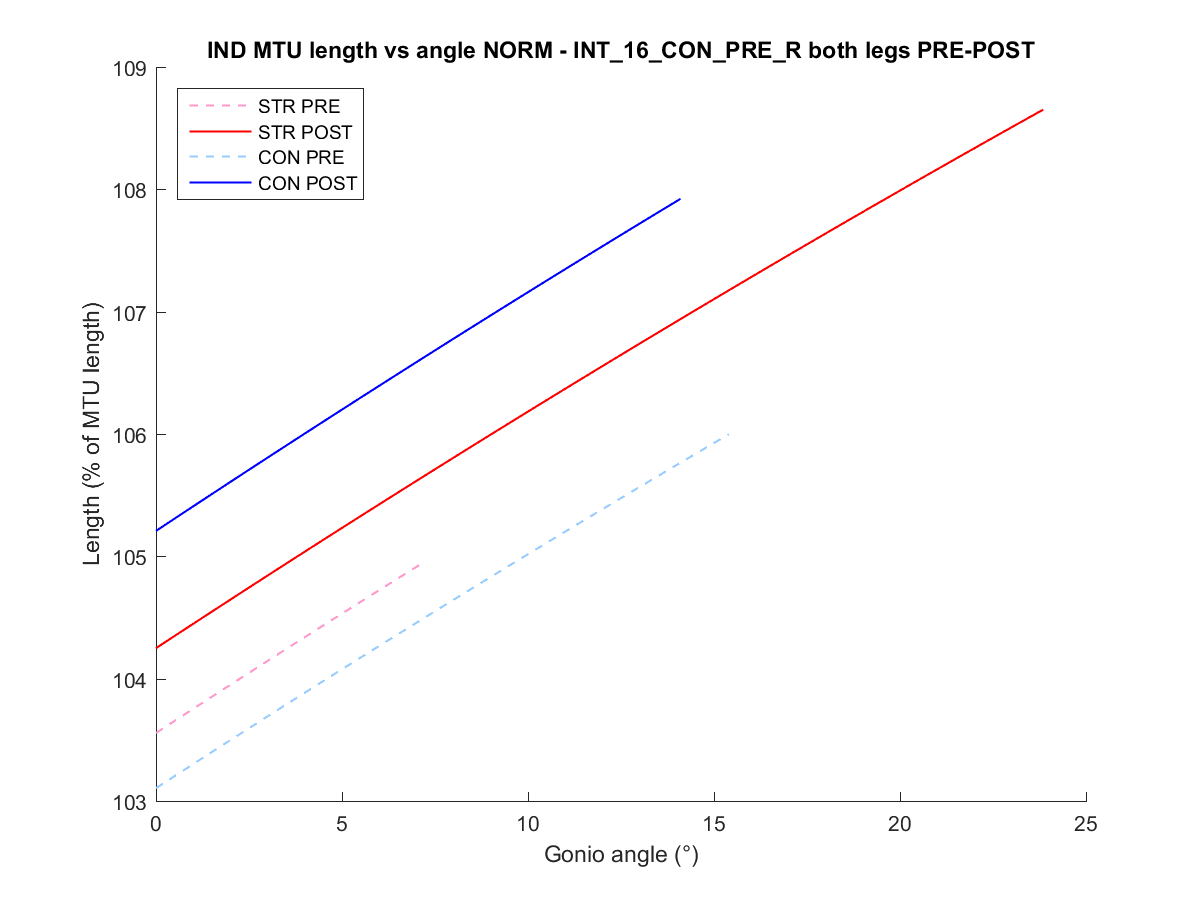 IND MTU length vs angle NORM - INT_16_CON_PRE_R both legs PRE-POST
109
108
107
106
105
104
103
Length (% of MTU length)
STR PRE
STR POST
CON PRE
CON POST
0
5
10
15
20
25
Gonio angle (°)